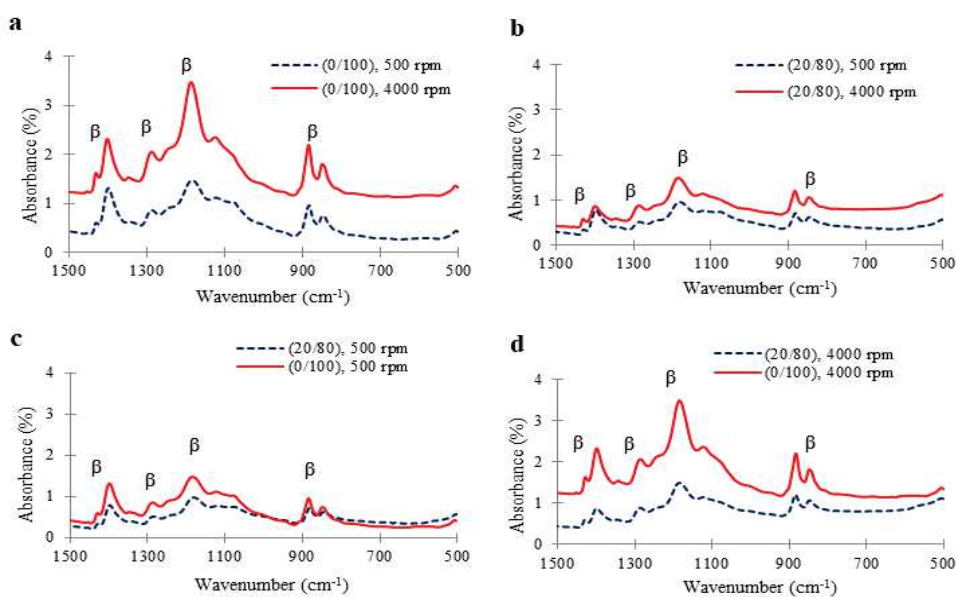 a
β
β
β
β
(0/100), 500 rpm
(0/100), 4000 rpm
Absorbance (%)
4
3
2
1
0
1500 1300 1100 900 700 500
Wavenumber (cm⁻¹)
b
β
β
β
β
(20/80), 500 rpm
(20/80), 4000 rpm
Absorbance (%)
4
3
2
1
0
1500 1300 1100 900 700 500
Wavenumber (cm⁻¹)
c
β
β
β
β
(20/80), 500 rpm
(0/100), 500 rpm
Absorbance (%)
4
3
2
1
0
1500 1300 1100 900 700 500
Wavenumber (cm⁻¹)
d
β
β
β
β
(20/80), 4000 rpm
(0/100), 4000 rpm
Absorbance (%)
4
3
2
1
0
1500 1300 1100 900 700 500
Wavenumber (cm⁻¹)